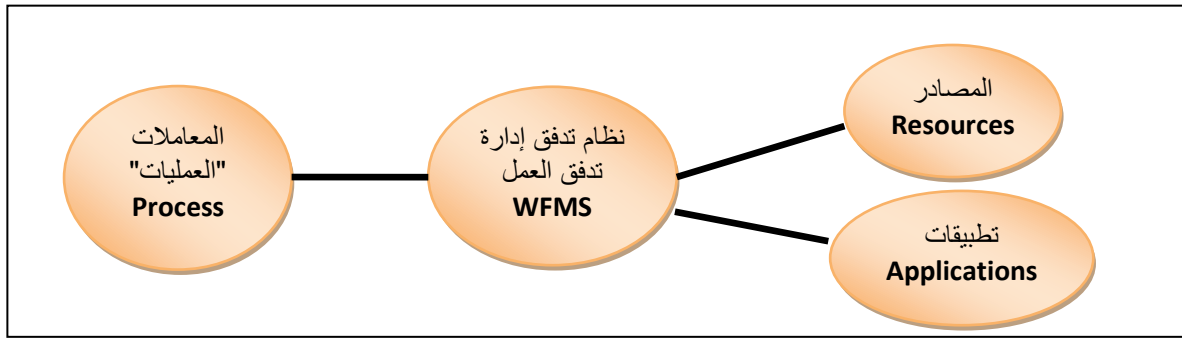 المعاملات
"العمليات"
Process
نظام تدفق إدارة
تدفق العمل
WFMS
المصادر
Resources
تطبيقات
Applications